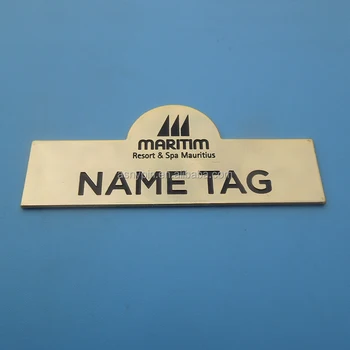 MARITIM
Resort & Spa Mauritius
NAME TAG